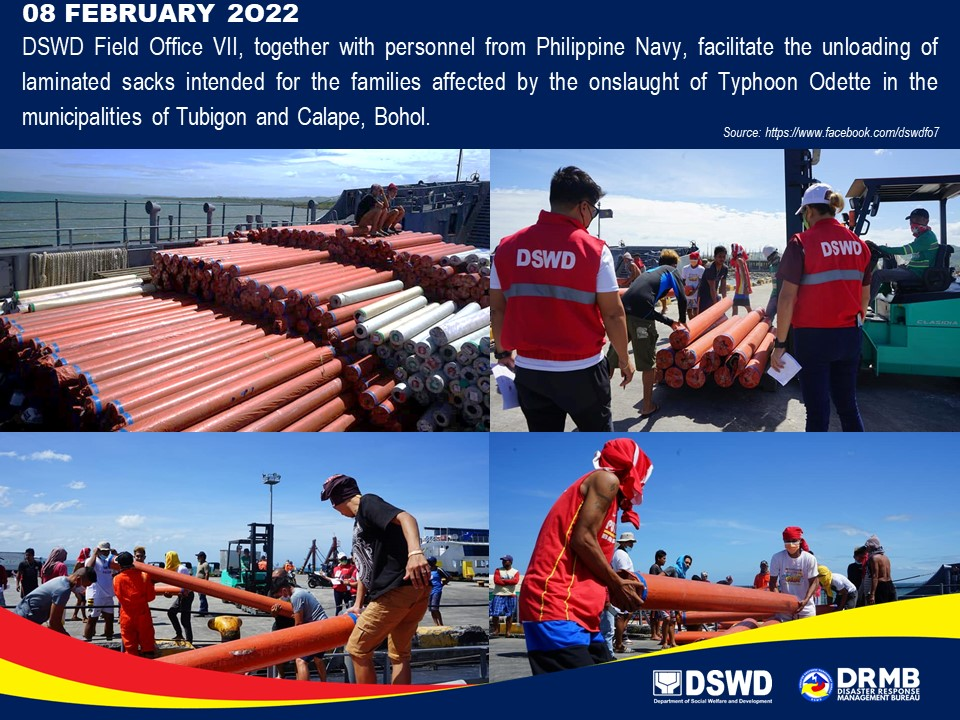 08 FEBRUARY 2O22
DSWD Field Office VII, together with personnel from Philippine Navy, facilitate the unloading of
laminated sacks intended for the families affected by the onslaught of Typhoon Odette in the
municipalities of Tubigon and Calape, Bohol.
Source: https://www.facebook.com/dswdfo7
DSWD
DSWD
DSWD
Department of Social Welfare and Development
DRMB
DISASTER RESPONSE
MANAGEMENT BUREAU